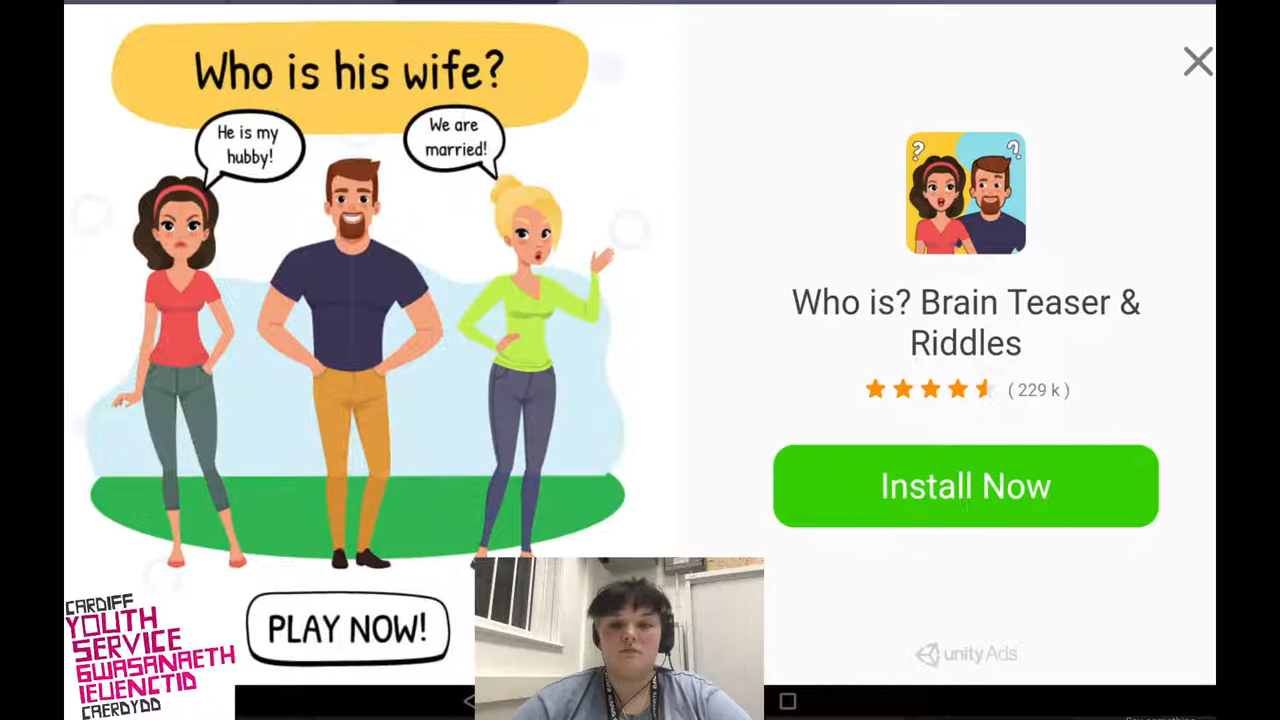 Who is his wife?
He is my
hubby!
We are
married!
? ?
Who is? Brain Teaser &
Riddles
( 229 k )
Install Now
PLAY NOW!
CARDIFF
YOUTH
SERVICE
GWASANAETH
IEUENCTID
CAERDYDD
unity Ads